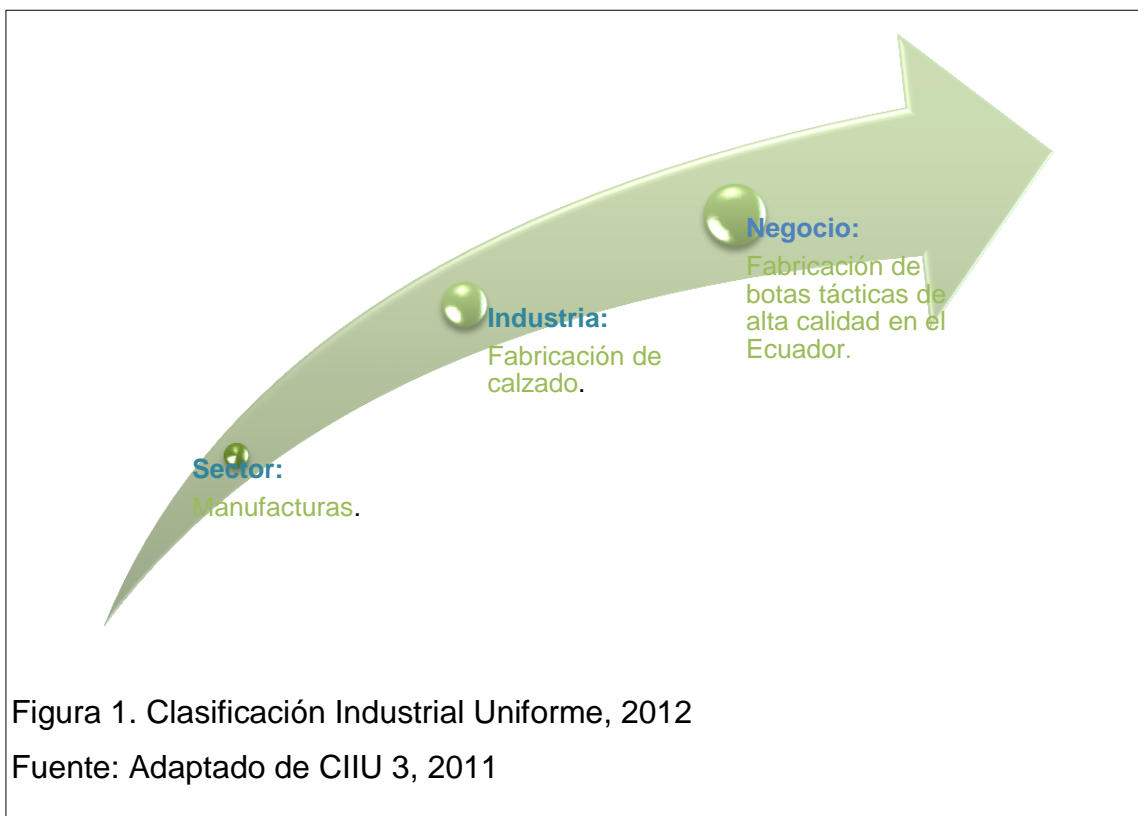 Negocio:
Fabricación de
botas tácticas de
alta calidad en el
Ecuador.
Industria:
Fabricación de
calzado.
Sector:
Manufacturas.
Figura 1. Clasificación Industrial Uniforme, 2012
Fuente: Adaptado de CIIU 3, 2011